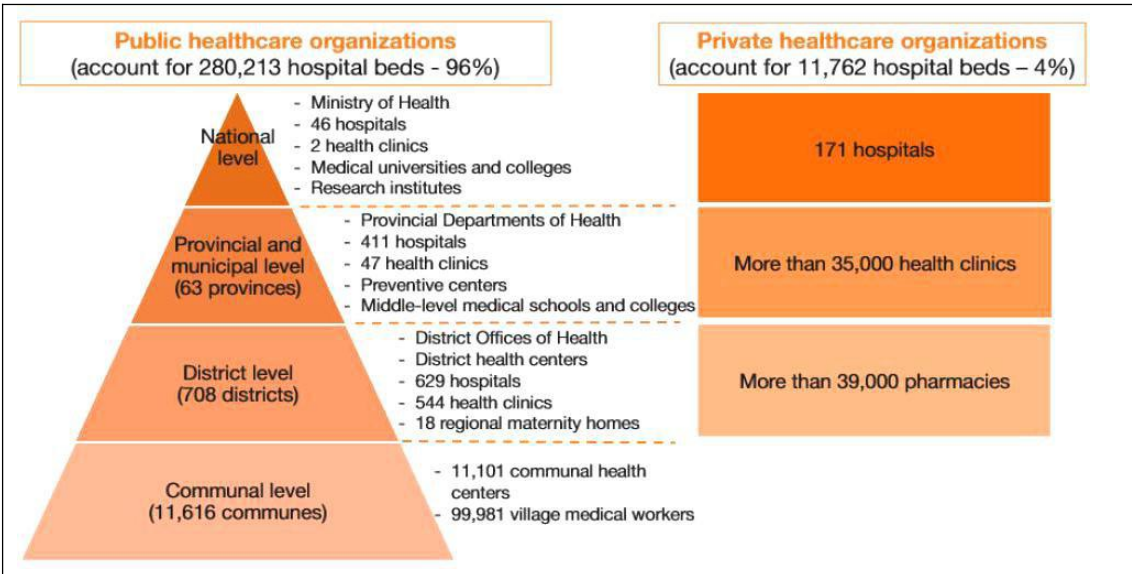 Public healthcare organizations
(account for 280,213 hospital beds - 96%)
National
level
- Ministry of Health
- 46 hospitals
- 2 health clinics
- Medical universities and colleges
- Research institutes
Provincial and
municipal level
(63 provinces)
- Provincial Departments of Health
- 411 hospitals
- 47 health clinics
- Preventive centers
- Middle-level medical schools and colleges
District level
(708 districts)
- District Offices of Health
- District health centers
- 629 hospitals
- 544 health clinics
- 18 regional maternity homes
Communal level
(11,616 communes)
- 11,101 communal health
centers
- 99,981 village medical workers
Private healthcare organizations
(account for 11,762 hospital beds – 4%)
171 hospitals
More than 35,000 health clinics
More than 39,000 pharmacies